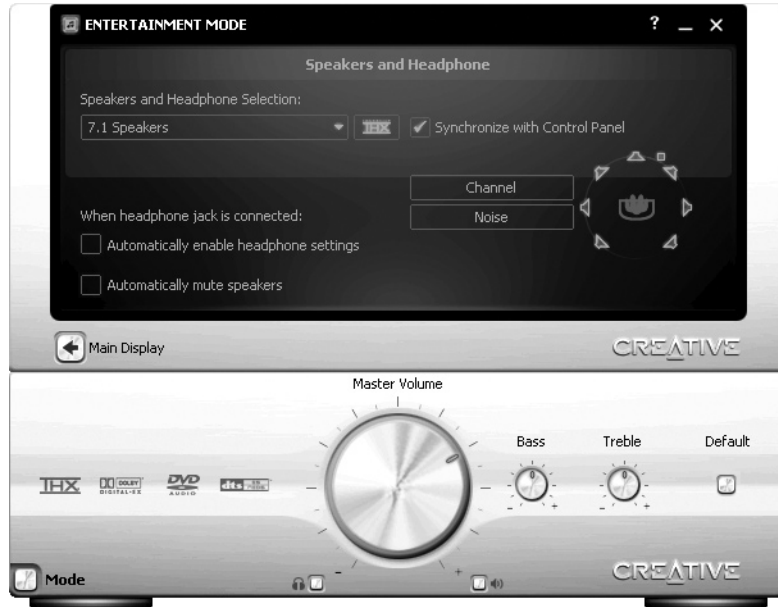 ENTERTAINMENT MODE
? _ X
Speakers and Headphone
Speakers and Headphone Selection:
7.1 Speakers
THX
Synchronize with Control Panel
Channel
Noise
When headphone jack is connected:
Automatically enable headphone settings
Automatically mute speakers
Main Display
CREATIVE
Master Volume
Bass
Treble
Default
0
0
THX
DOLBY
DIGITAL-EX
DVD
AUDIO
dts
- +
- +
- +
Mode
CREATIVE